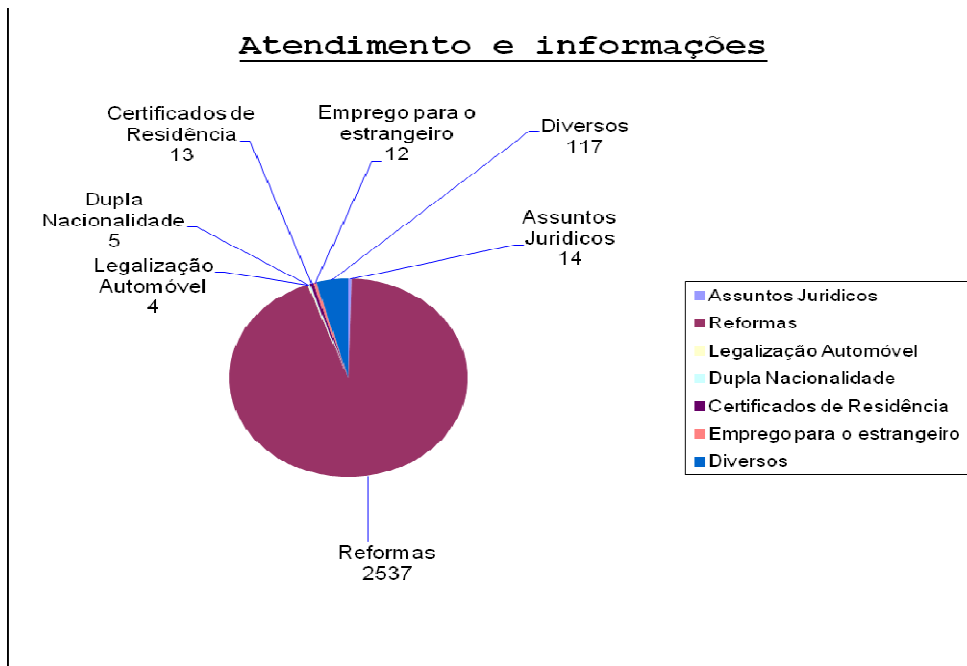 Atendimento e informações
Certificados de
Residência
13
Emprego para o
estrangeiro
12
Diversos
117
Dupla
Nacionalidade
5
Assuntos
Juridicos
14
Legalização
Automóvel
4
Reformas
2537
Assuntos Juridicos
Reformas
Legalização Automóvel
Dupla Nacionalidade
Certificados de Residência
Emprego para o estrangeiro
Diversos